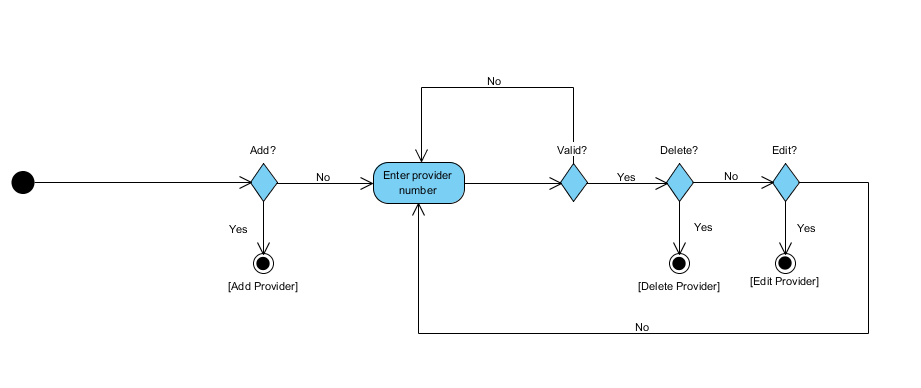 No
Add?
Valid?
Delete?
Edit?
No
Enter provider
number
Yes
No
Yes
Yes
Yes
[Add Provider]
[Delete Provider]
[Edit Provider]
No